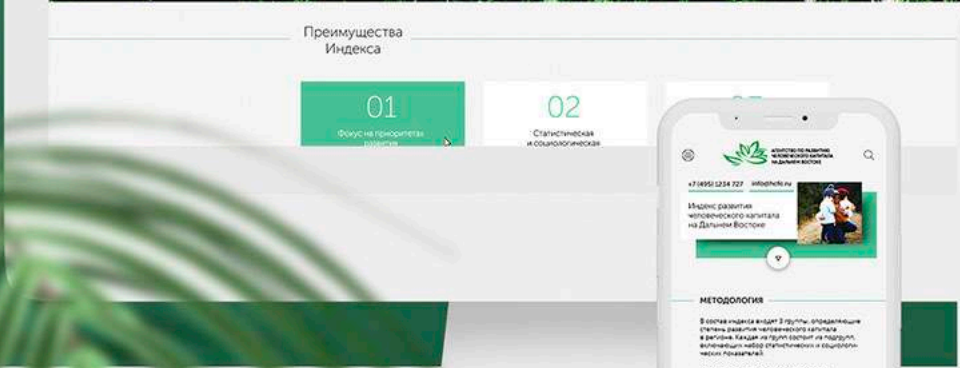 Преимущества
Индекса
01
02
Фокус на приоритетах
развития
Статистическая
и социологическая
АГЕНТСТВО ПО РАЗВИТИЮ
ЧЕЛОВЕЧЕСКОГО КАПИТАЛА
НА ДАЛЬНЕМ ВОСТОКЕ
+7 (495) 1234 727 info@hcfe.ru
Индекс развития
человеческого капитала
на Дальнем Востоке
МЕТОДОЛОГИЯ
В состав индекса входят 3 группы, определяющие
степень развития человеческого капитала
в регионе. Каждая из групп состоит из подгрупп,
включающих набор статистических и социологи-
ческих показателей.